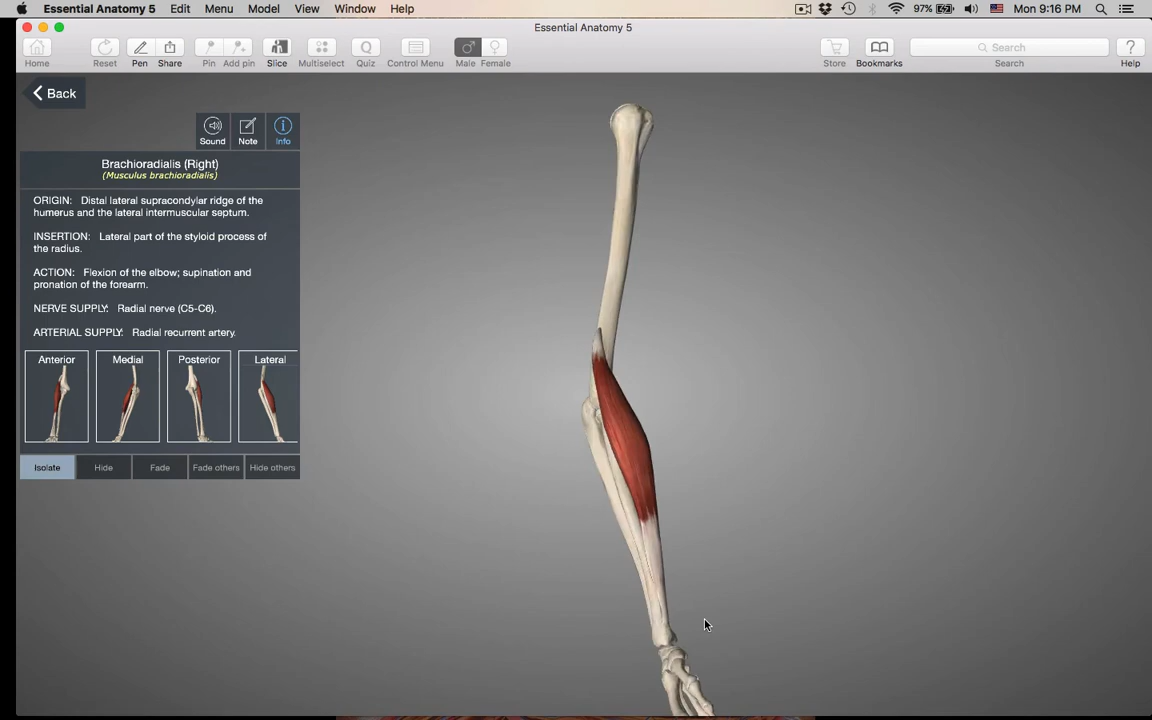 Essential Anatomy 5 Edit Menu Model View Window Help 97% Mon 9:16 PM
Essential Anatomy 5
Home Reset Pen Share Pin Add pin Slice Multiselect Quiz Control Menu Male Female Store Bookmarks Search Help
Search
Back
Sound Note Info
Brachioradialis (Right)
(Musculus brachioradialis)
ORIGIN: Distal lateral supracondylar ridge of the
humerus and the lateral intermuscular septum.
INSERTION: Lateral part of the styloid process of
the radius.
ACTION: Flexion of the elbow; supination and
pronation of the forearm.
NERVE SUPPLY: Radial nerve (C5-C6).
ARTERIAL SUPPLY: Radial recurrent artery.
Anterior Medial Posterior Lateral
Isolate Hide Fade Fade others Hide others